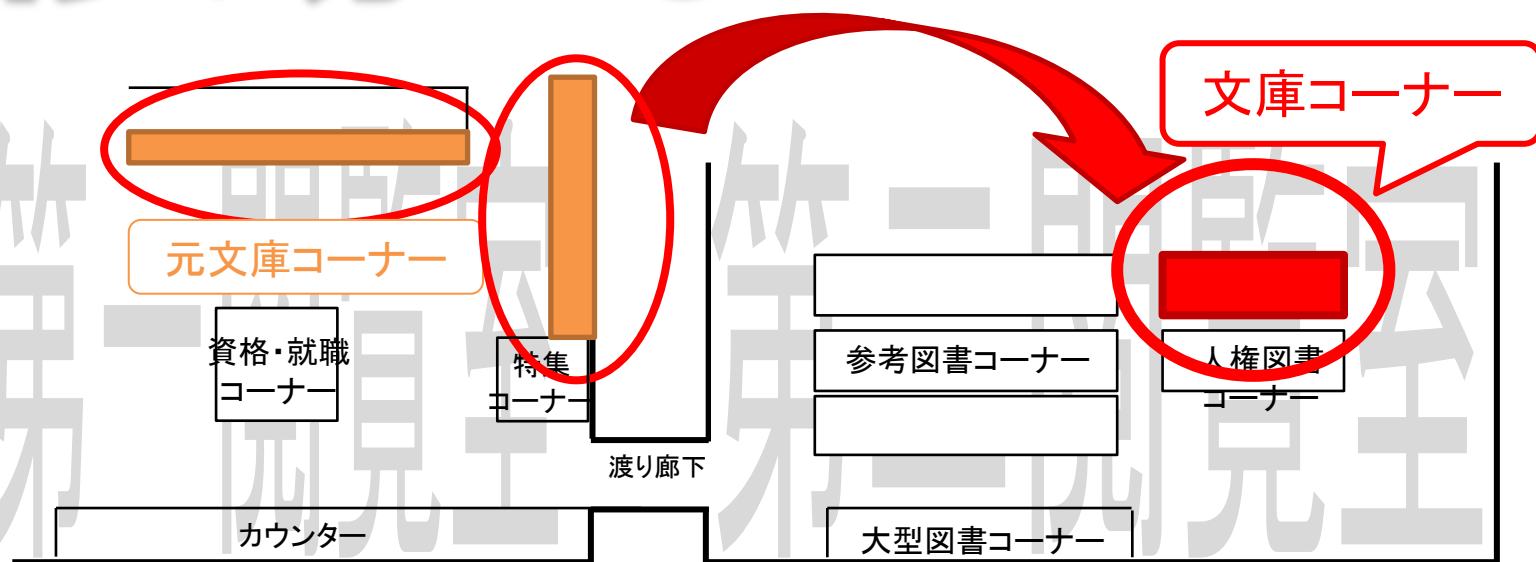 文庫コーナー
元文庫コーナー
資格・就職
コーナー
特集
コーナー
参考図書コーナー
人権図書
コーナー
渡り廊下
カウンター
大型図書コーナー
第一閲覧室
第二閲覧室